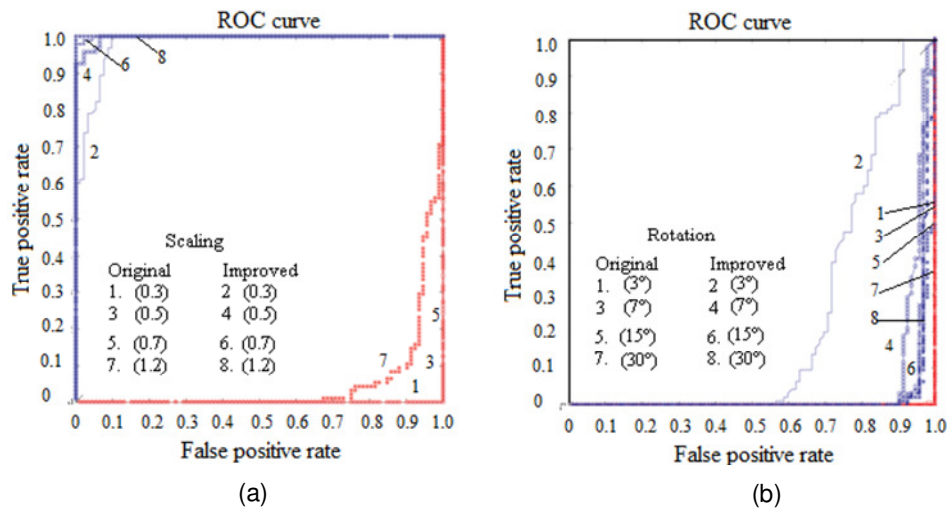 (a)
ROC curve
True positive rate
1.0
0.9
0.8
0.7
0.6
0.5
0.4
0.3
0.2
0.1
0
4
6
8
2
Scaling
Original Improved
1. (0.3) 2 (0.3)
3 (0.5) 4 (0.5)
5. (0.7) 6. (0.7)
7. (1.2) 8. (1.2)
7
5
3
1
0 0.1 0.2 0.3 0.4 0.5 0.6 0.7 0.8 0.9 1.0
False positive rate
(a)
(b)
ROC curve
True positive rate
1.0
0.9
0.8
0.7
0.6
0.5
0.4
0.3
0.2
0.1
0
2
1
3
5
7
8
4
6
Rotation
Original Improved
1. (3°) 2 (3°)
3 (7°) 4 (7°)
5. (15°) 6. (15°)
7. (30°) 8. (30°)
0 0.1 0.2 0.3 0.4 0.5 0.6 0.7 0.8 0.9 1.0
False positive rate
(b)